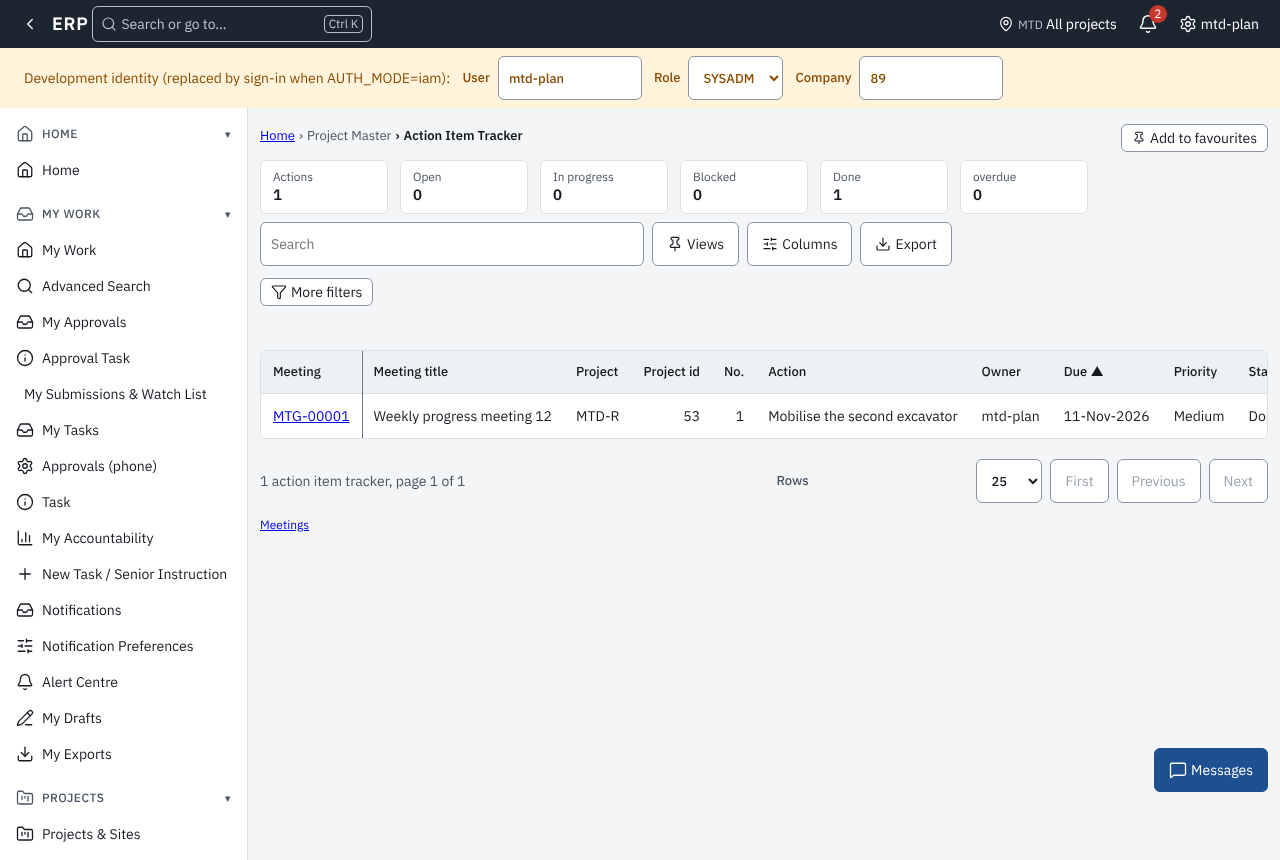 ERP Search or go to... Ctrl K MTD All projects 2 mtd-plan
Development identity (replaced by sign-in when AUTH_MODE=iam): User mtd-plan Role SYSADM Company 89
HOME
Home
MY WORK
My Work
Advanced Search
My Approvals
Approval Task
My Submissions & Watch List
My Tasks
Approvals (phone)
Task
My Accountability
New Task / Senior Instruction
Notifications
Notification Preferences
Alert Centre
My Drafts
My Exports
PROJECTS
Projects & Sites
Home › Project Master › Action Item Tracker Add to favourites
Actions Open In progress Blocked Done overdue
1 0 0 0 1 0
Search Views Columns Export
More filters
Meeting Meeting title Project Project id No. Action Owner Due ▲ Priority Sta
MTG-00001 Weekly progress meeting 12 MTD-R 53 1 Mobilise the second excavator mtd-plan 11-Nov-2026 Medium Do
1 action item tracker, page 1 of 1 Rows 25 First Previous Next
Meetings
Messages